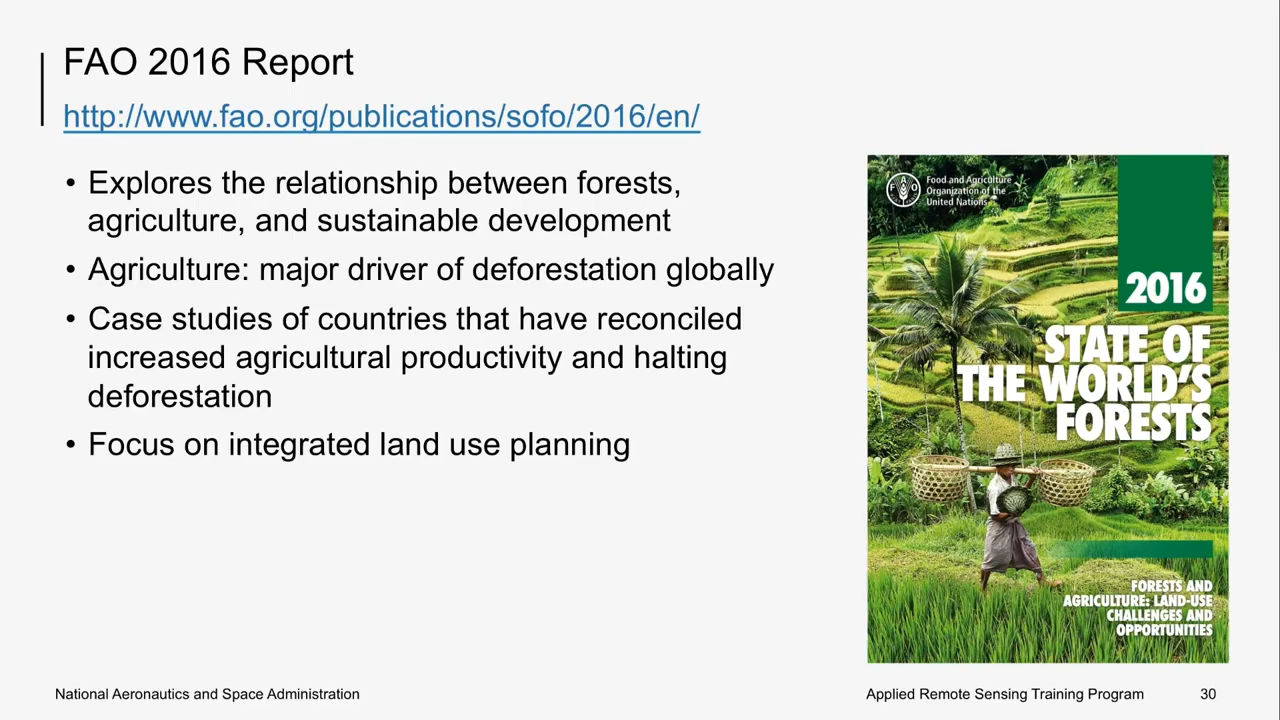 FAO 2016 Report
http://www.fao.org/publications/sofo/2016/en/
• Explores the relationship between forests,
agriculture, and sustainable development
• Agriculture: major driver of deforestation globally
• Case studies of countries that have reconciled
increased agricultural productivity and halting
deforestation
• Focus on integrated land use planning
F A O
Food and Agriculture
Organization of the
United Nations
2016
STATE OF
THE WORLD'S
FORESTS
FORESTS AND
AGRICULTURE: LAND-USE
CHALLENGES AND
OPPORTUNITIES
National Aeronautics and Space Administration
Applied Remote Sensing Training Program
30